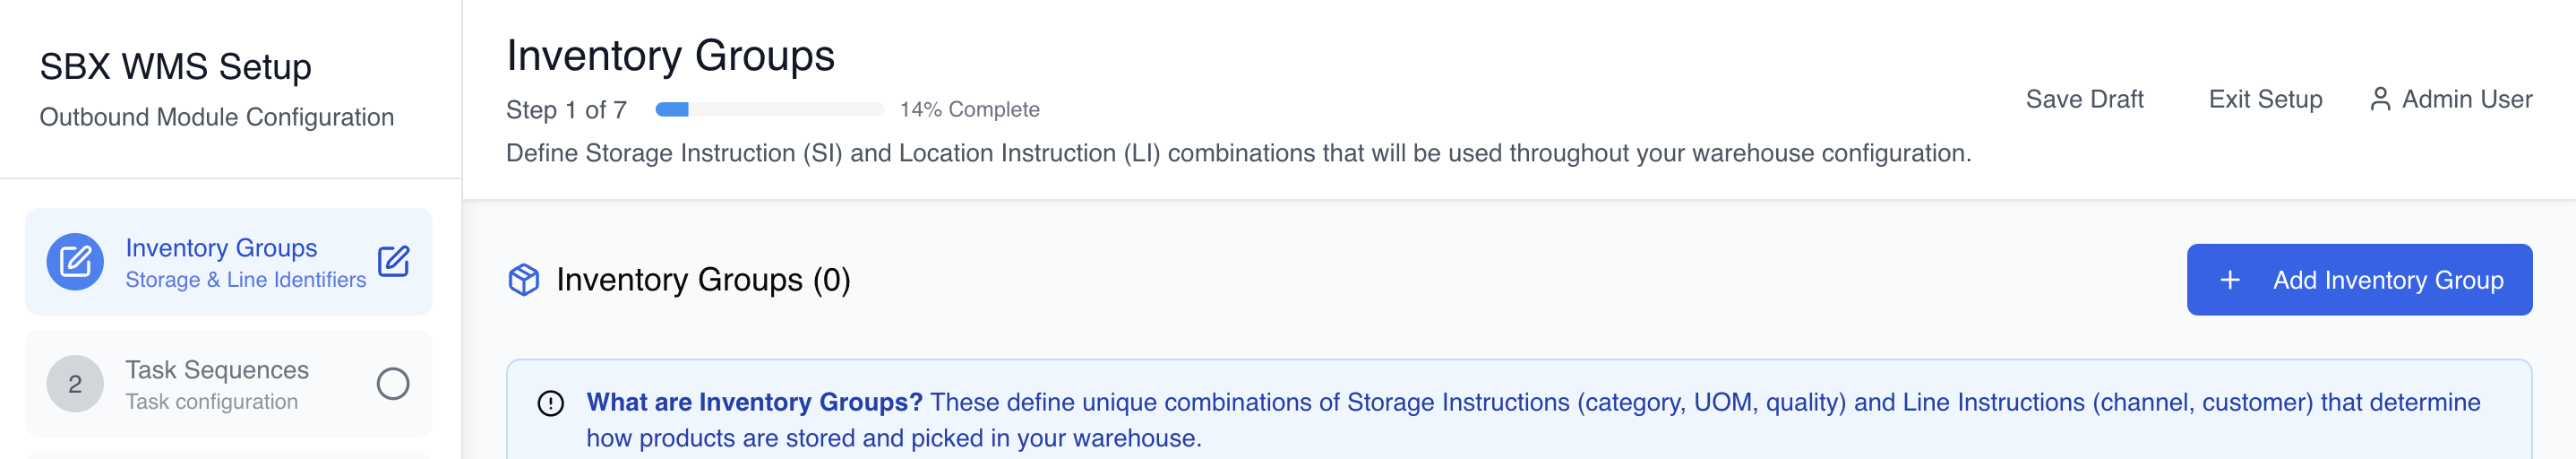 SBX WMS Setup
Outbound Module Configuration
Inventory Groups
Storage & Line Identifiers
2
Task Sequences
Task configuration
Inventory Groups
Step 1 of 7
14% Complete
Define Storage Instruction (SI) and Location Instruction (LI) combinations that will be used throughout your warehouse configuration.
Save Draft
Exit Setup
Admin User
Inventory Groups (0)
Add Inventory Group
What are Inventory Groups? These define unique combinations of Storage Instructions (category, UOM, quality) and Line Instructions (channel, customer) that determine
how products are stored and picked in your warehouse.